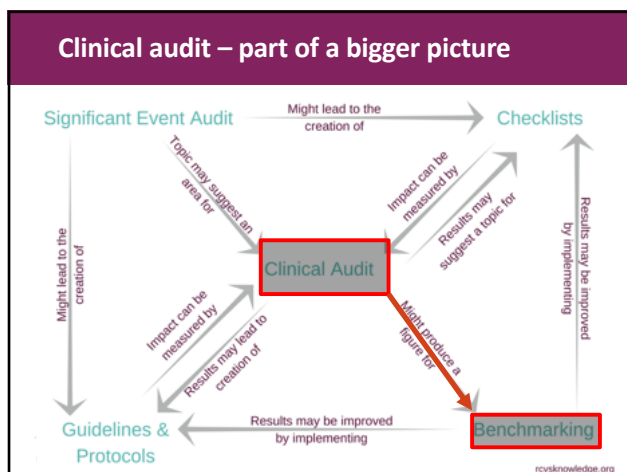 Clinical audit – part of a bigger picture
Significant Event Audit
Might lead to the
creation of
Checklists
Topic may suggest an
area for
Impact can be
measured by
Results may
suggest a topic for
Might lead to the
creation of
Results may be improved
by implementing
Clinical Audit
Impact can be
measured by
Results may lead to
creation of
Might produce a
figure for
Guidelines &
Protocols
Results may be improved
by implementing
Benchmarking
rcvsknowledge.org